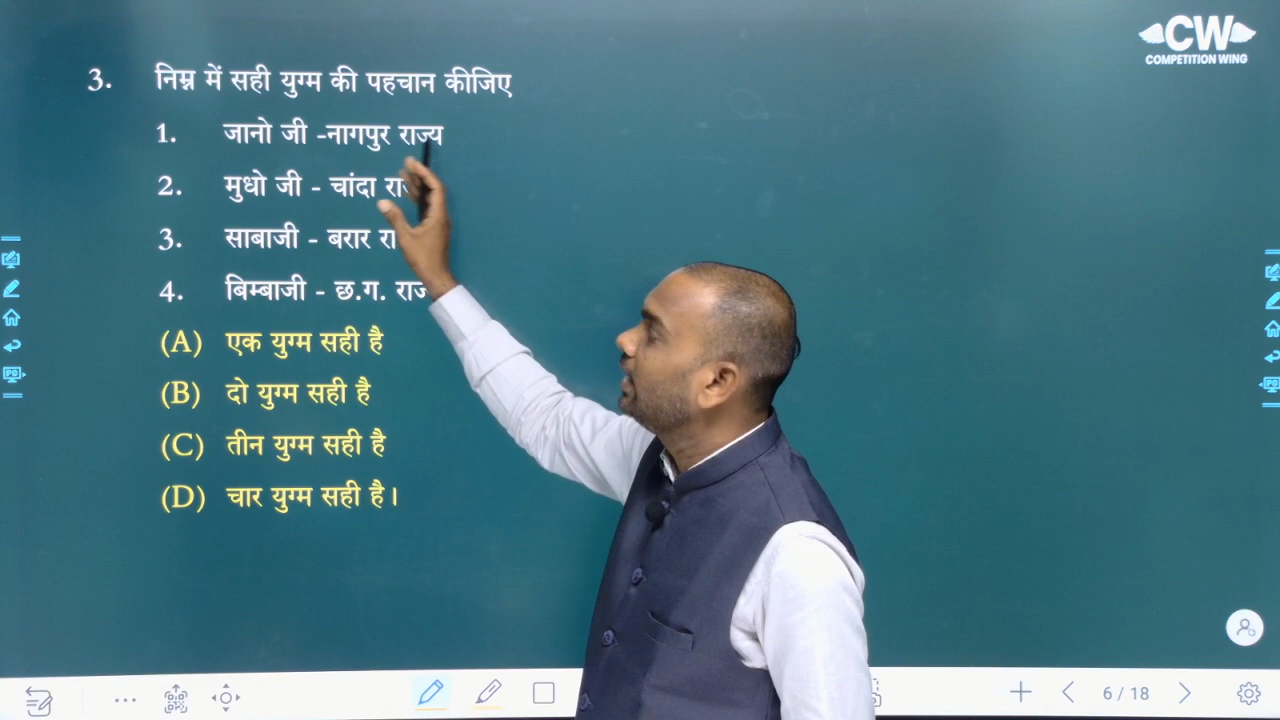 CW
COMPETITION WING
3. निम्न में सही युग्म की पहचान कीजिए
1. जानो जी -नागपुर राज्य
2. मुधो जी - चांदा
3. साबाजी - बरार
4. बिम्बाजी - छ.ग.
(A) एक युग्म सही है
(B) दो युग्म सही है
(C) तीन युग्म सही है
(D) चार युग्म सही है।
6 / 18